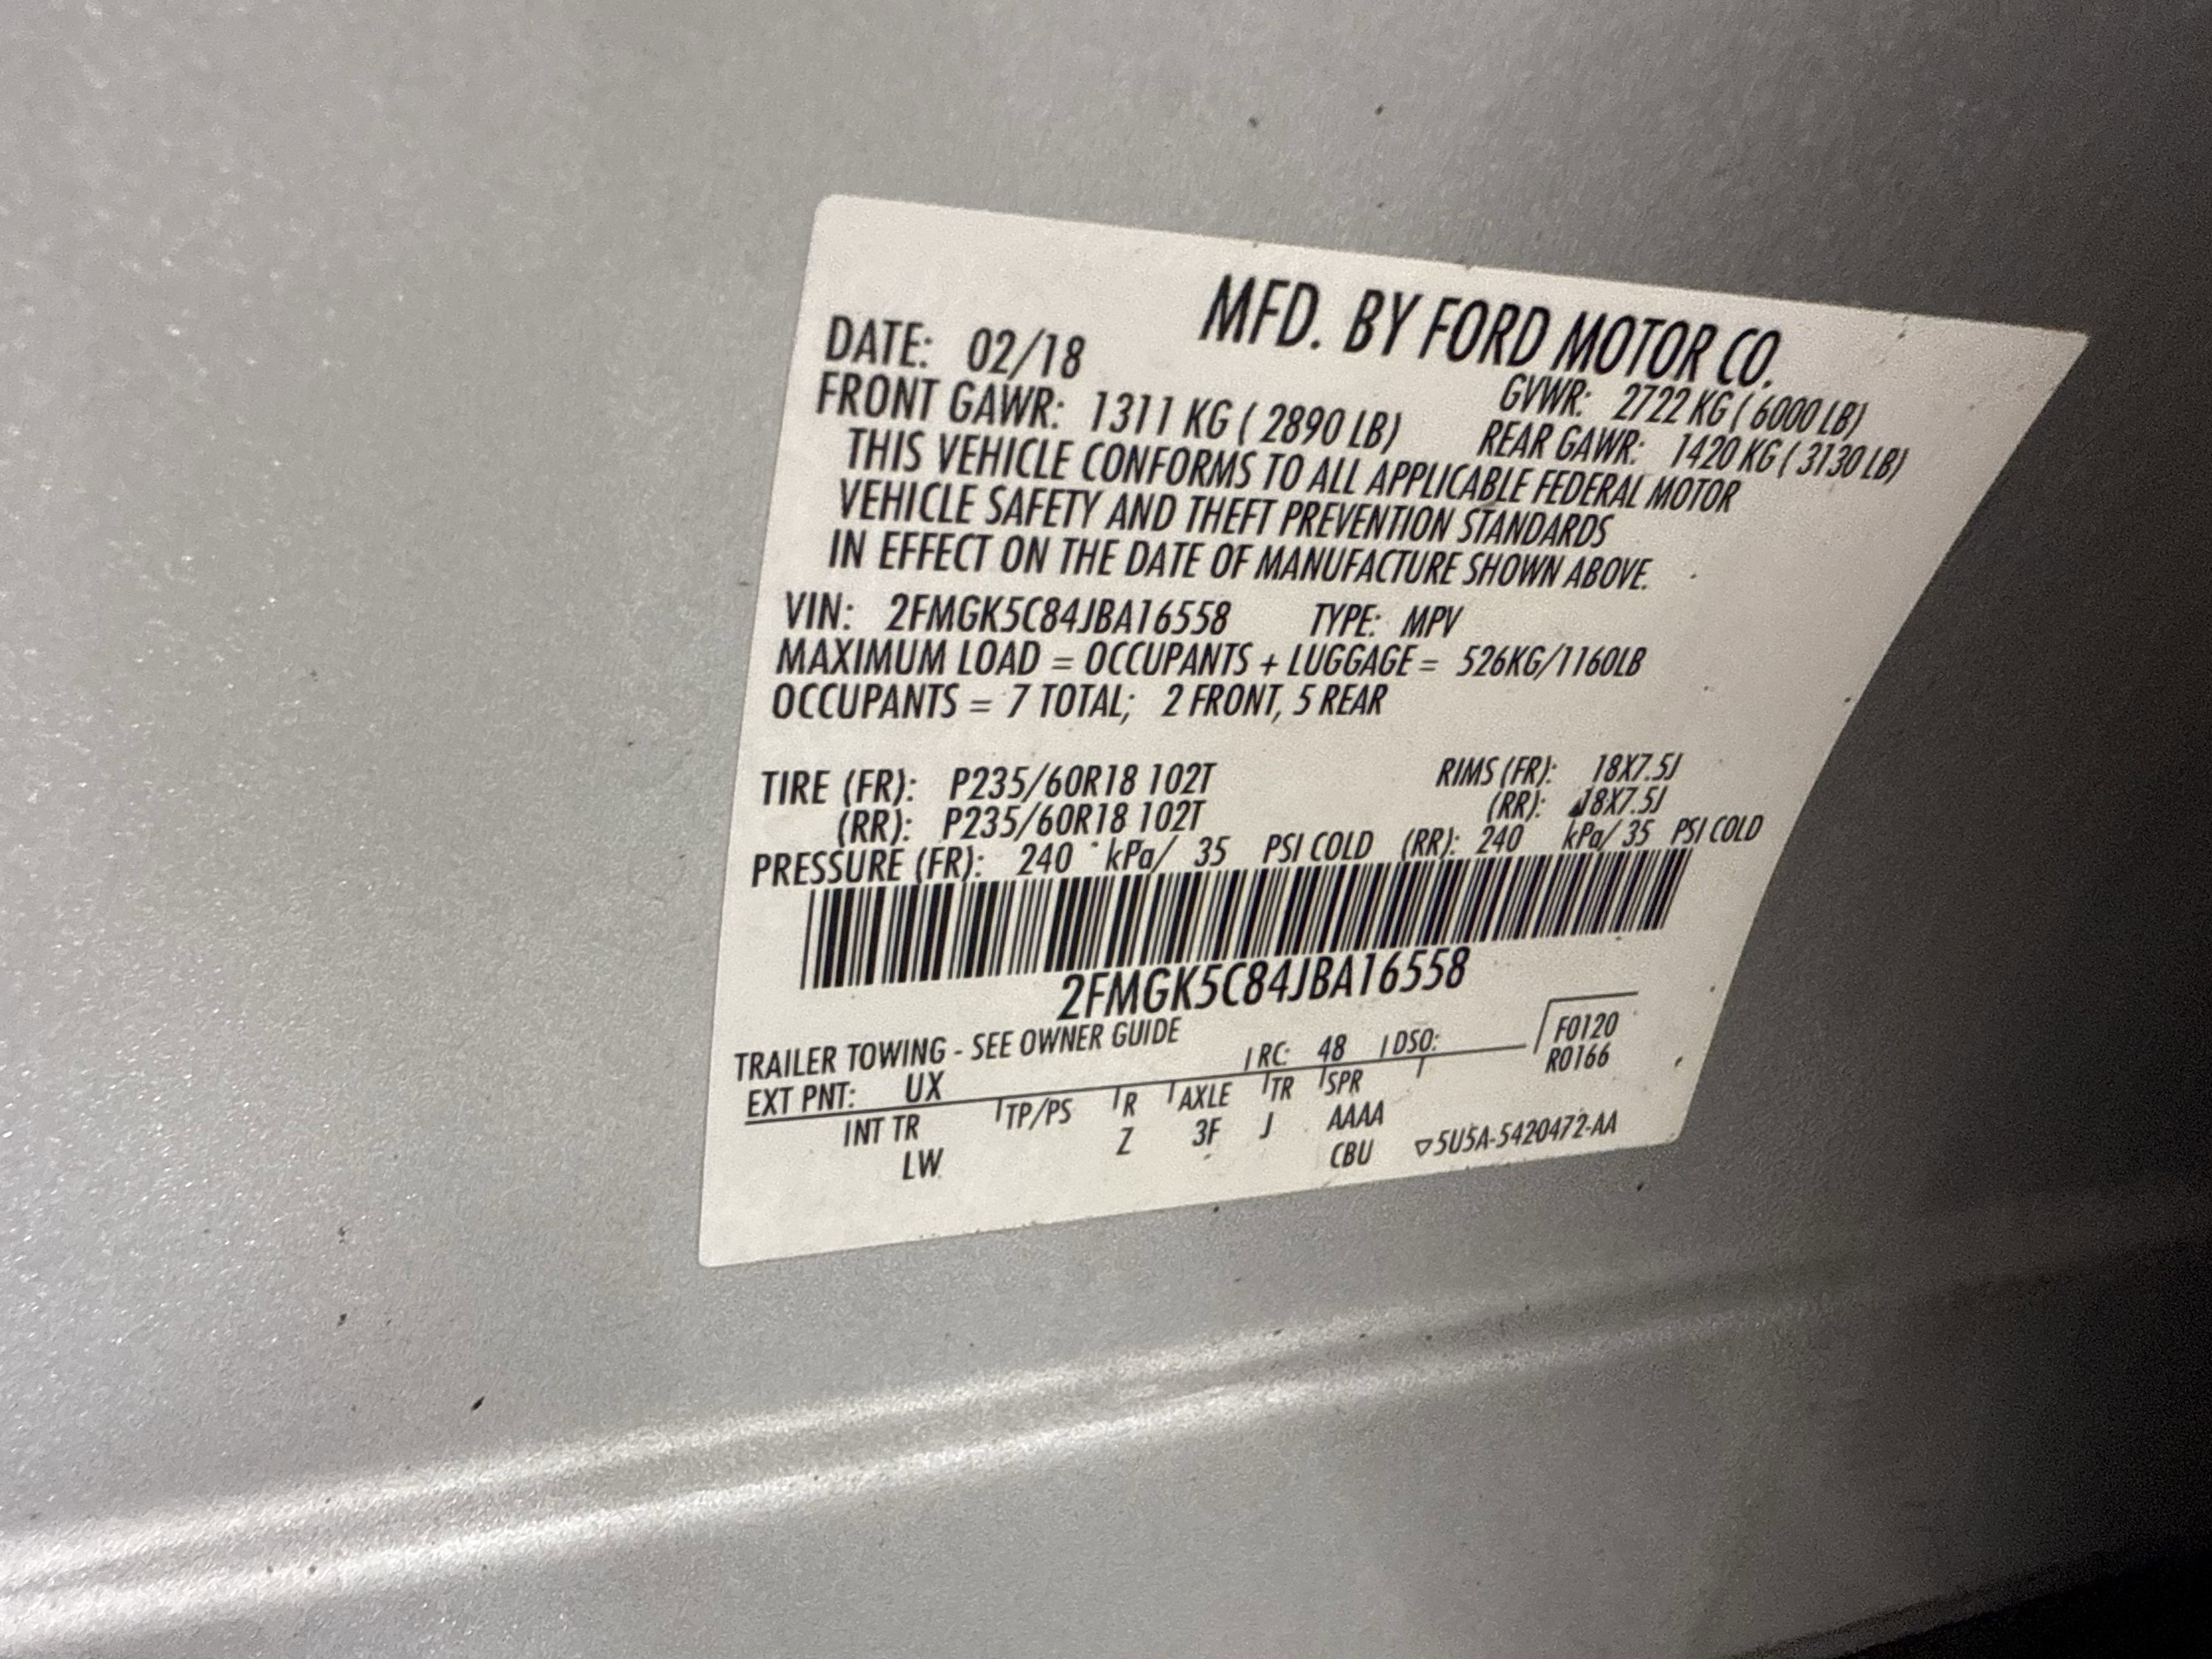 MFD. BY FORD MOTOR CO.
DATE: 02/18 GVWR: 2722 KG ( 6000 LB)
FRONT GAWR: 1311 KG ( 2890 LB) REAR GAWR: 1420 KG ( 3130 LB)
THIS VEHICLE CONFORMS TO ALL APPLICABLE FEDERAL MOTOR
VEHICLE SAFETY AND THEFT PREVENTION STANDARDS
IN EFFECT ON THE DATE OF MANUFACTURE SHOWN ABOVE.
VIN: 2FMGK5C84JBA16558 TYPE: MPV
MAXIMUM LOAD = OCCUPANTS + LUGGAGE = 526KG/1160LB
OCCUPANTS = 7 TOTAL; 2 FRONT, 5 REAR
TIRE (FR): P235/60R18 102T RIMS (FR): 18X7.5J
(RR): P235/60R18 102T (RR): 18X7.5J
PRESSURE (FR): 240 kPa/ 35 PSI COLD (RR): 240 kPa/ 35 PSI COLD
2FMGK5C84JBA16558
TRAILER TOWING - SEE OWNER GUIDE
EXT PNT: UX RC: 48 DSO: F0120
R0166
INT TR TP/PS R AXLE TR SPR
LW Z 3F J AAAA
CBU ▽5U5A-5420472-AA